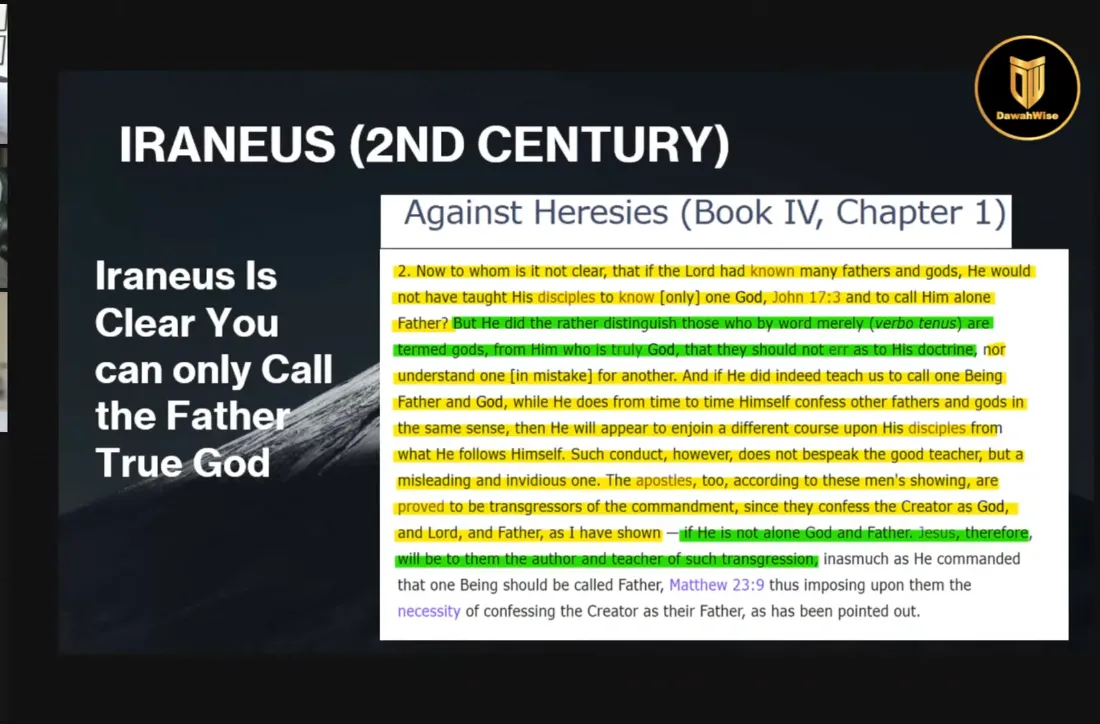 DawahWise
IRANEUS (2ND CENTURY)
Against Heresies (Book IV, Chapter 1)
Iraneus Is
Clear You
can only Call
the Father
True God
2. Now to whom is it not clear, that if the Lord had known many fathers and gods, He would
not have taught His disciples to know [only] one God, John 17:3 and to call Him alone
Father? But He did the rather distinguish those who by word merely (verbo tenus) are
termed gods, from Him who is truly God, that they should not err as to His doctrine, nor
understand one [in mistake] for another. And if He did indeed teach us to call one Being
Father and God, while He does from time to time Himself confess other fathers and gods in
the same sense, then He will appear to enjoin a different course upon His disciples from
what He follows Himself. Such conduct, however, does not bespeak the good teacher, but a
misleading and invidious one. The apostles, too, according to these men's showing, are
proved to be transgressors of the commandment, since they confess the Creator as God,
and Lord, and Father, as I have shown — if He is not alone God and Father. Jesus, therefore,
will be to them the author and teacher of such transgression, inasmuch as He commanded
that one Being should be called Father, Matthew 23:9 thus imposing upon them the
necessity of confessing the Creator as their Father, as has been pointed out.